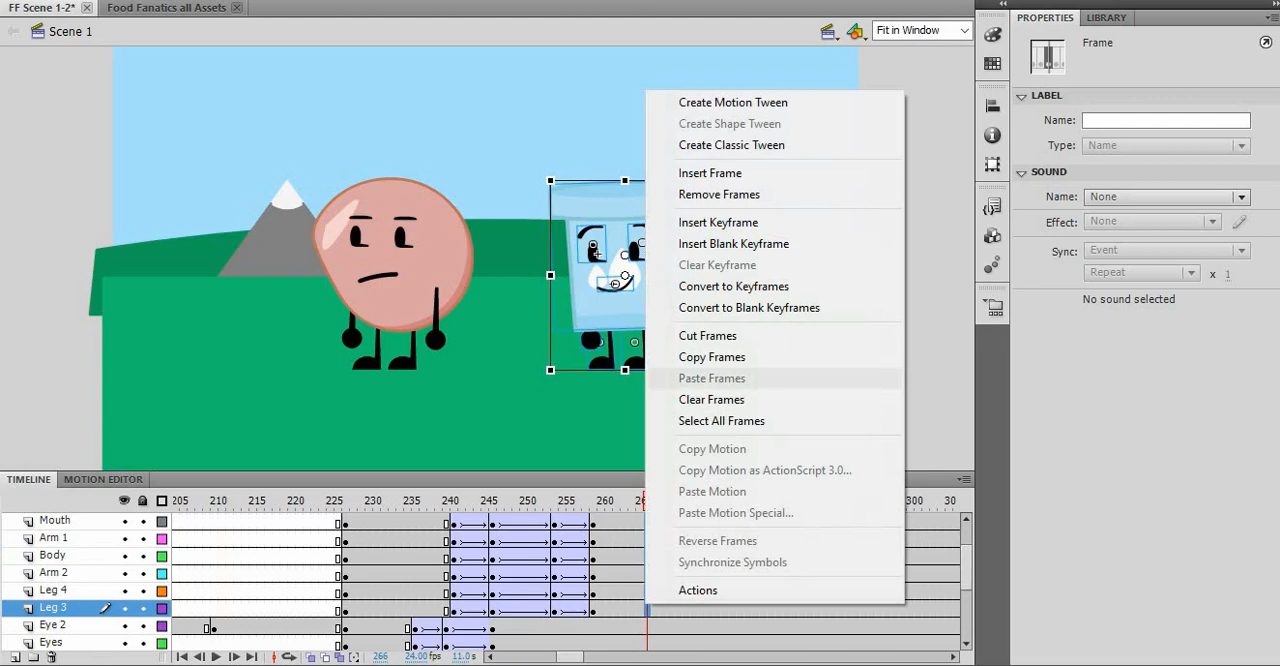 FF Scene 1-2*
Food Fanatics all Assets
Scene 1
Fit in Window
PROPERTIES
LIBRARY
Frame
LABEL
Name:
Type: Name
SOUND
Name: None
Effect: None
Sync: Event
Repeat x 1
No sound selected
Create Motion Tween
Create Shape Tween
Create Classic Tween
Insert Frame
Remove Frames
Insert Keyframe
Insert Blank Keyframe
Clear Keyframe
Convert to Keyframes
Convert to Blank Keyframes
Cut Frames
Copy Frames
Paste Frames
Clear Frames
Select All Frames
Copy Motion
Copy Motion as ActionScript 3.0...
Paste Motion
Paste Motion Special...
Reverse Frames
Synchronize Symbols
Actions
TIMELINE
MOTION EDITOR
205 210 215 220 225 230 235 240 245 250 255 260 300 30
Mouth
Arm 1
Body
Arm 2
Leg 4
Leg 3
Eye 2
Eyes
266 24.00 fps 11.0 s